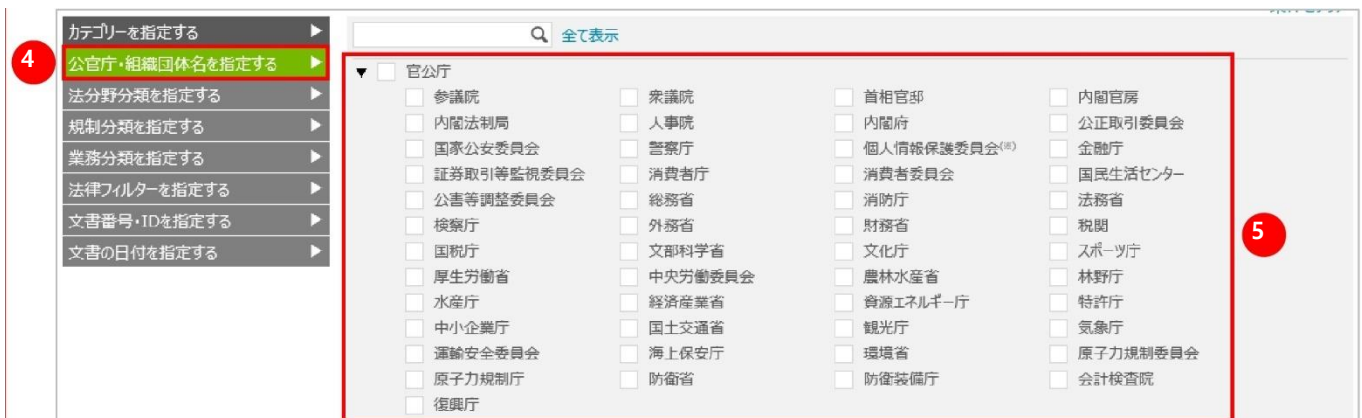 カテゴリーを指定する ▶
全て表示
4
公官庁・組織団体名を指定する ▶
▼ 官公庁
法分野分類を指定する ▶
参議院 衆議院 首相官邸 内閣官房
規制分類を指定する ▶
内閣法制局 人事院 内閣府 公正取引委員会
業務分類を指定する ▶
国家公安委員会 警察庁 個人情報保護委員会(※) 金融庁
法律フィルターを指定する ▶
証券取引等監視委員会 消費者庁 消費者委員会 国民生活センター
文書番号・IDを指定する ▶
公害等調整委員会 総務省 消防庁 法務省
文書の日付を指定する ▶
検察庁 外務省 財務省 税関
5
国税庁 文部科学省 文化庁 スポーツ庁
厚生労働省 中央労働委員会 農林水産省 林野庁
水産庁 経済産業省 資源エネルギー庁 特許庁
中小企業庁 国土交通省 観光庁 気象庁
運輸安全委員会 海上保安庁 環境省 原子力規制委員会
原子力規制庁 防衛省 防衛装備庁 会計検査院
復興庁